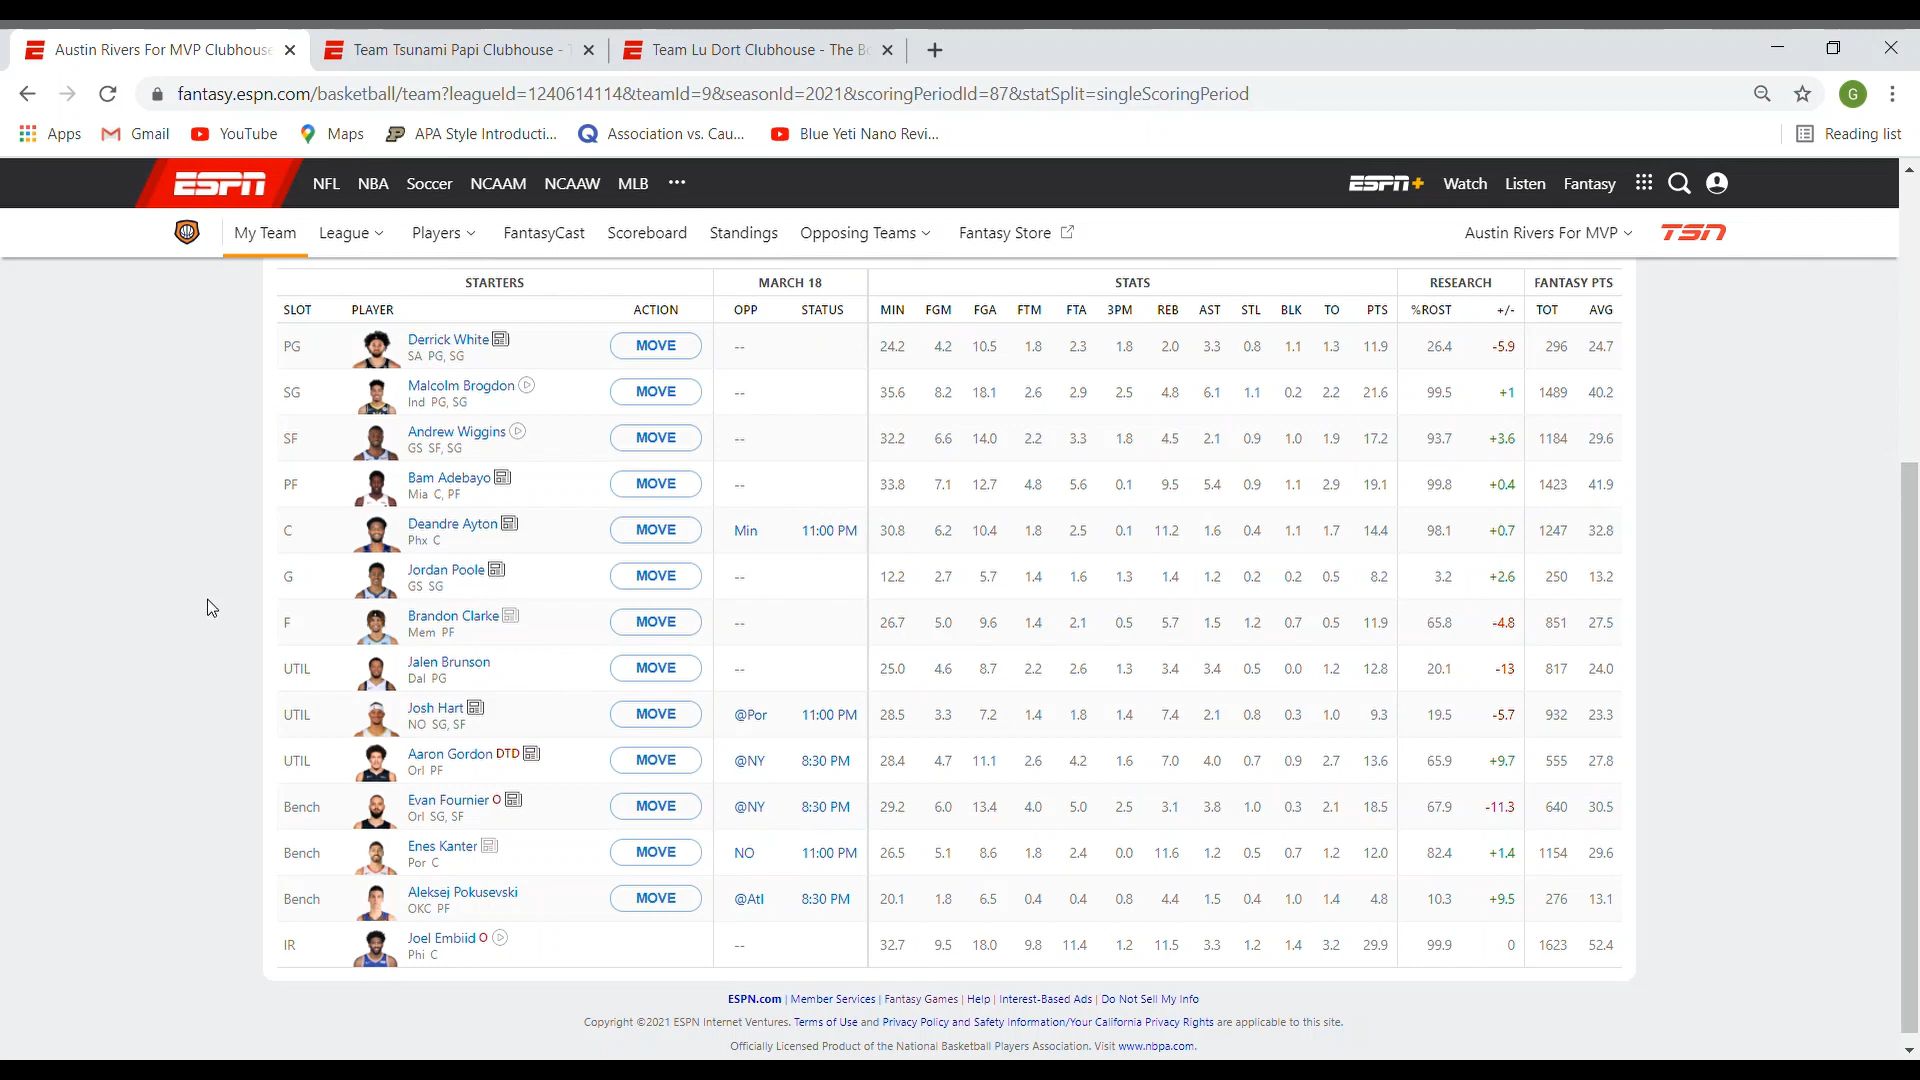 Austin Rivers For MVP Clubhouse
Team Tsunami Papi Clubhouse -
Team Lu Dort Clubhouse - The Bo
fantasy.espn.com/basketball/team?leagueId=1240614114&teamId=9&seasonId=2021&scoringPeriodId=87&statSplit=singleScoringPeriod
G
Apps Gmail YouTube Maps APA Style Introducti... Association vs. Cau... Blue Yeti Nano Revi... Reading list
ESPN NFL NBA Soccer NCAAM NCAAW MLB ESPN+ Watch Listen Fantasy
My Team League Players FantasyCast Scoreboard Standings Opposing Teams Fantasy Store Austin Rivers For MVP TSN
STARTERS MARCH 18 STATS RESEARCH FANTASY PTS
SLOT PLAYER ACTION OPP STATUS MIN FGM FGA FTM FTA 3PM REB AST STL BLK TO PTS %ROST +/- TOT AVG
PG Derrick White MOVE -- 24.2 4.2 10.5 1.8 2.3 1.8 2.0 3.3 0.8 1.1 1.3 11.9 26.4 -5.9 296 24.7
SA PG, SG
SG Malcolm Brogdon MOVE -- 35.6 8.2 18.1 2.6 2.9 2.5 4.8 6.1 1.1 0.2 2.2 21.6 99.5 +1 1489 40.2
Ind PG, SG
SF Andrew Wiggins MOVE -- 32.2 6.6 14.0 2.2 3.3 1.8 4.5 2.1 0.9 1.0 1.9 17.2 93.7 +3.6 1184 29.6
GS SF, SG
PF Bam Adebayo MOVE -- 33.8 7.1 12.7 4.8 5.6 0.1 9.5 5.4 0.9 1.1 2.9 19.1 99.8 +0.4 1423 41.9
Mia C, PF
C Deandre Ayton MOVE Min 11:00 PM 30.8 6.2 10.4 1.8 2.5 0.1 11.2 1.6 0.4 1.1 1.7 14.4 98.1 +0.7 1247 32.8
Phx C
G Jordan Poole MOVE -- 12.2 2.7 5.7 1.4 1.6 1.3 1.4 1.2 0.2 0.2 0.5 8.2 3.2 +2.6 250 13.2
GS SG
F Brandon Clarke MOVE -- 26.7 5.0 9.6 1.4 2.1 0.5 5.7 1.5 1.2 0.7 0.5 11.9 65.8 -4.8 851 27.5
Mem PF
UTIL Jalen Brunson MOVE -- 25.0 4.6 8.7 2.2 2.6 1.3 3.4 3.4 0.5 0.0 1.2 12.8 20.1 -13 817 24.0
Dal PG
UTIL Josh Hart MOVE @Por 11:00 PM 28.5 3.3 7.2 1.4 1.8 1.4 7.4 2.1 0.8 0.3 1.0 9.3 19.5 -5.7 932 23.3
NO SG, SF
UTIL Aaron Gordon DTD MOVE @NY 8:30 PM 28.4 4.7 11.1 2.6 4.2 1.6 7.0 4.0 0.7 0.9 2.7 13.6 65.9 +9.7 555 27.8
Orl PF
Bench Evan Fournier O MOVE @NY 8:30 PM 29.2 6.0 13.4 4.0 5.0 2.5 3.1 3.8 1.0 0.3 2.1 18.5 67.9 -11.3 640 30.5
Orl SG, SF
Bench Enes Kanter MOVE NO 11:00 PM 26.5 5.1 8.6 1.8 2.4 0.0 11.6 1.2 0.5 0.7 1.2 12.0 82.4 +1.4 1154 29.6
Por C
Bench Aleksej Pokusevski MOVE @Atl 8:30 PM 20.1 1.8 6.5 0.4 0.4 0.8 4.4 1.5 0.4 1.0 1.4 4.8 10.3 +9.5 276 13.1
OKC PF
IR Joel Embiid O -- 32.7 9.5 18.0 9.8 11.4 1.2 11.5 3.3 1.2 1.4 3.2 29.9 99.9 0 1623 52.4
Phi C
ESPN.com | Member Services | Fantasy Games | Help | Interest-Based Ads | Do Not Sell My Info
Copyright ©2021 ESPN Internet Ventures. Terms of Use and Privacy Policy and Safety Information/Your California Privacy Rights are applicable to this site.
Officially Licensed Product of the National Basketball Players Association. Visit www.nbpa.com.